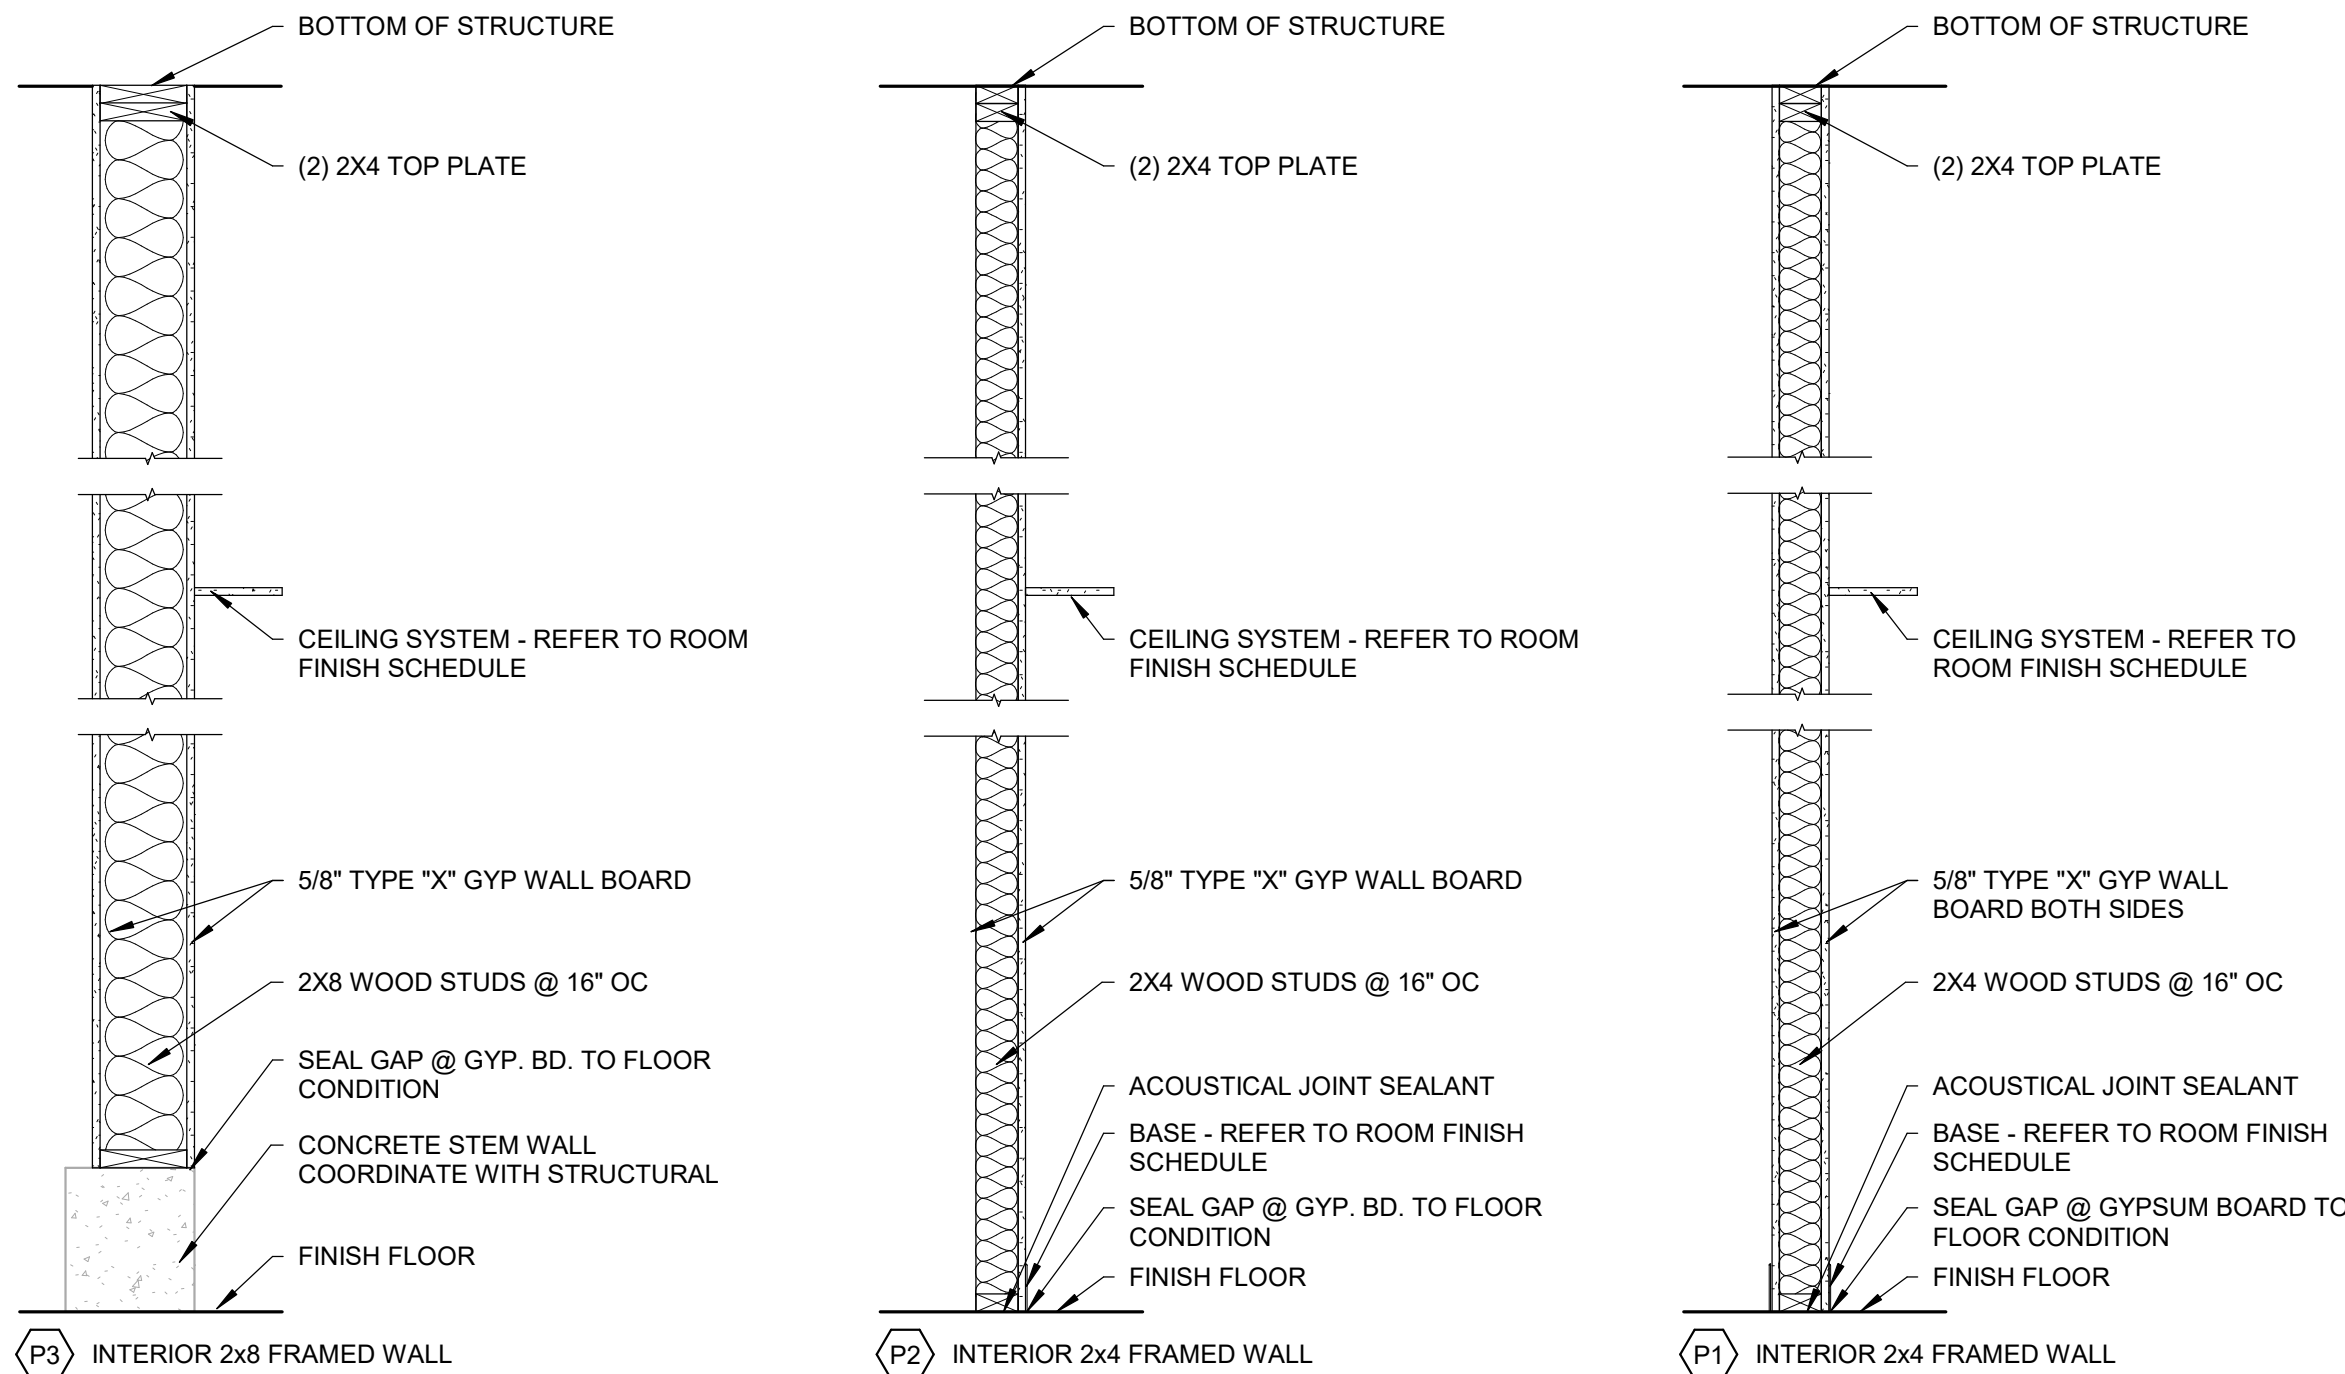 BOTTOM OF STRUCTURE
(2) 2X4 TOP PLATE
CEILING SYSTEM - REFER TO ROOM
FINISH SCHEDULE
5/8" TYPE "X" GYP WALL BOARD
2X8 WOOD STUDS @ 16" OC
SEAL GAP @ GYP. BD. TO FLOOR
CONDITION
CONCRETE STEM WALL
COORDINATE WITH STRUCTURAL
FINISH FLOOR
P3 INTERIOR 2x8 FRAMED WALL
BOTTOM OF STRUCTURE
(2) 2X4 TOP PLATE
CEILING SYSTEM - REFER TO ROOM
FINISH SCHEDULE
5/8" TYPE "X" GYP WALL BOARD
2X4 WOOD STUDS @ 16" OC
ACOUSTICAL JOINT SEALANT
BASE - REFER TO ROOM FINISH
SCHEDULE
SEAL GAP @ GYP. BD. TO FLOOR
CONDITION
FINISH FLOOR
P2 INTERIOR 2x4 FRAMED WALL
BOTTOM OF STRUCTURE
(2) 2X4 TOP PLATE
CEILING SYSTEM - REFER TO
ROOM FINISH SCHEDULE
5/8" TYPE "X" GYP WALL
BOARD BOTH SIDES
2X4 WOOD STUDS @ 16" OC
ACOUSTICAL JOINT SEALANT
BASE - REFER TO ROOM FINISH
SCHEDULE
SEAL GAP @ GYPSUM BOARD TO
FLOOR CONDITION
FINISH FLOOR
P1 INTERIOR 2x4 FRAMED WALL